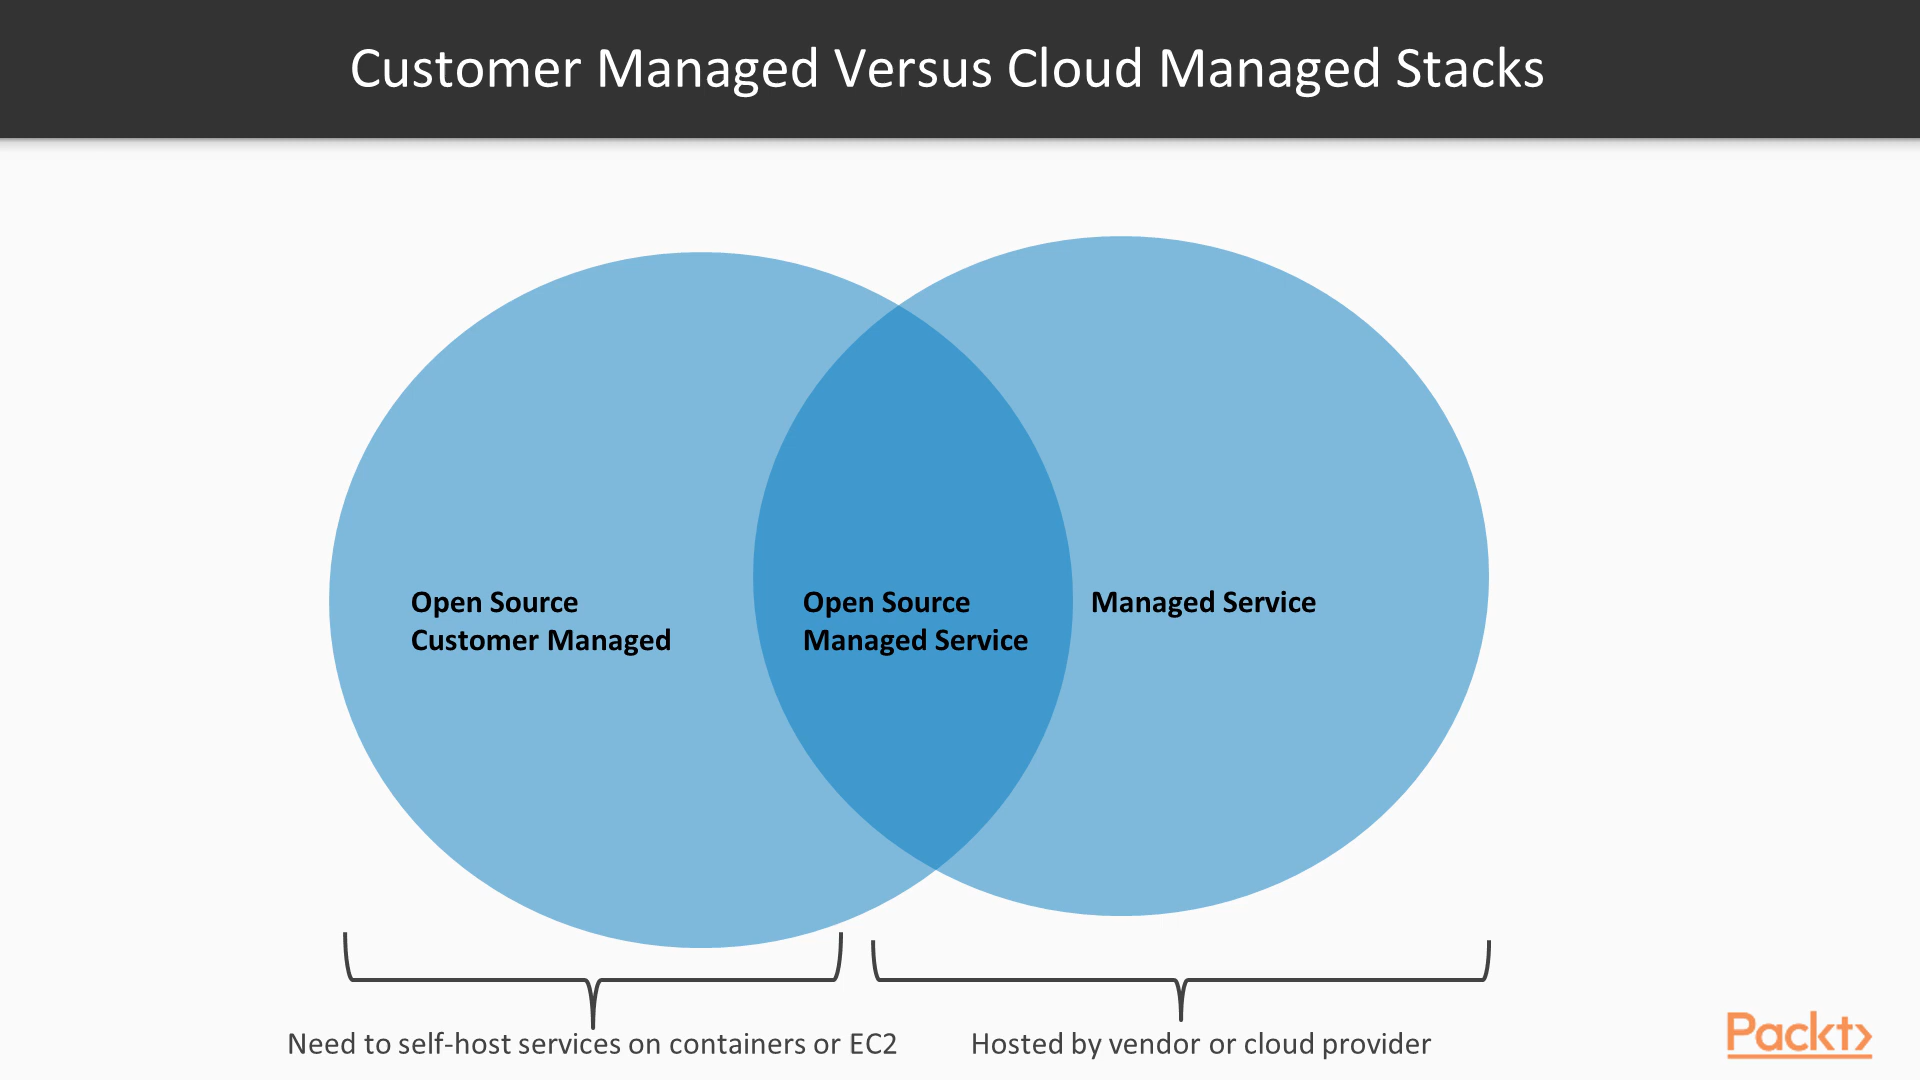 Customer Managed Versus Cloud Managed Stacks
Open Source
Customer Managed
Open Source
Managed Service
Managed Service
Need to self-host services on containers or EC2
Hosted by vendor or cloud provider
Packt>